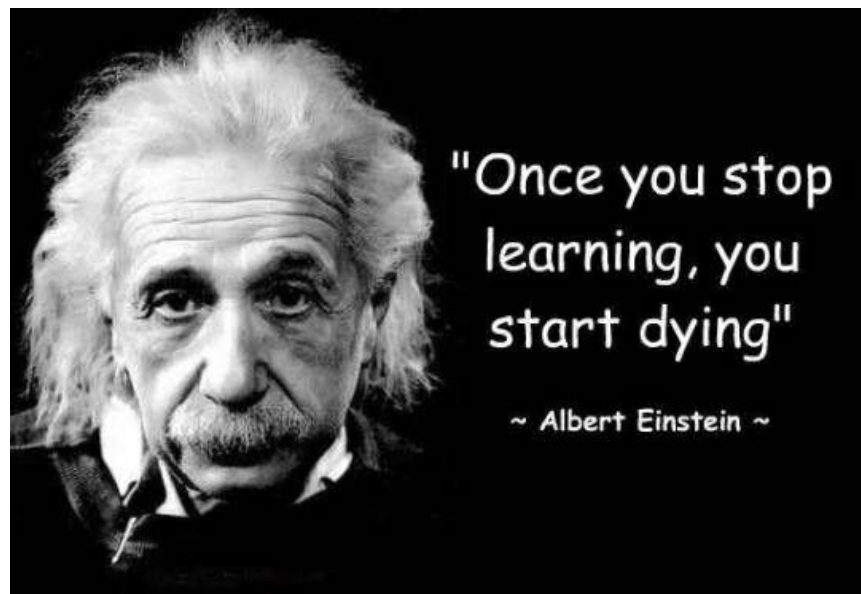 "Once you stop
learning, you
start dying"
~ Albert Einstein ~